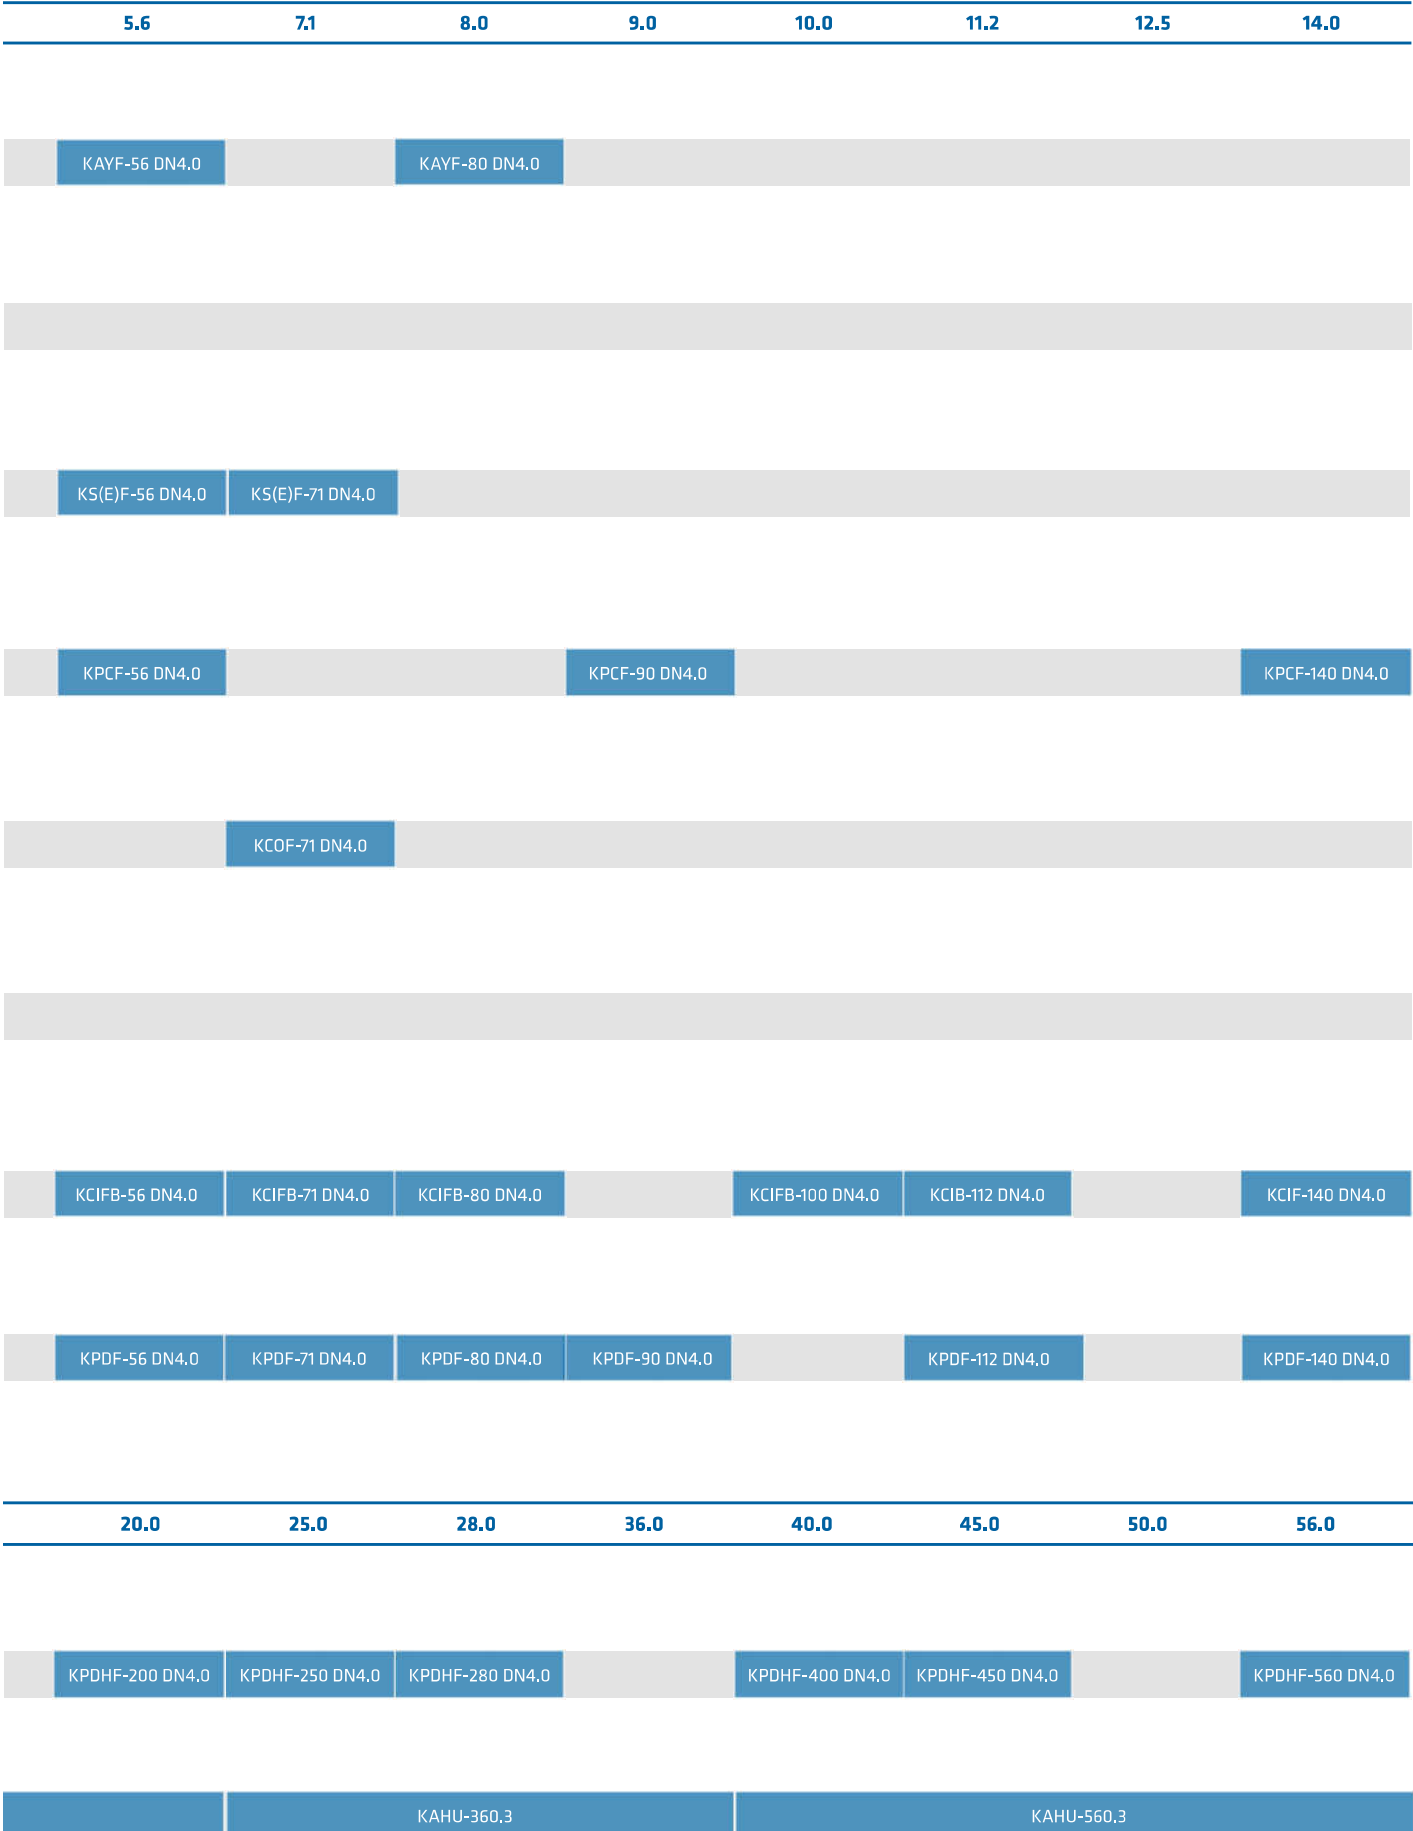 5.6 7.1 8.0 9.0 10.0 11.2 12.5 14.0
KAYF-56 DN4.0 KAYF-80 DN4.0
KS(E)F-56 DN4.0 KS(E)F-71 DN4.0
KPCF-56 DN4.0 KPCF-90 DN4.0 KPCF-140 DN4.0
KCOF-71 DN4.0
KCIFB-56 DN4.0 KCIFB-71 DN4.0 KCIFB-80 DN4.0 KCIFB-100 DN4.0 KCIB-112 DN4.0 KCIF-140 DN4.0
KPDF-56 DN4.0 KPDF-71 DN4.0 KPDF-80 DN4.0 KPDF-90 DN4.0 KPDF-112 DN4.0 KPDF-140 DN4.0
20.0 25.0 28.0 36.0 40.0 45.0 50.0 56.0
KPDHF-200 DN4.0 KPDHF-250 DN4.0 KPDHF-280 DN4.0 KPDHF-400 DN4.0 KPDHF-450 DN4.0 KPDHF-560 DN4.0
KAHU-360.3 KAHU-560.3